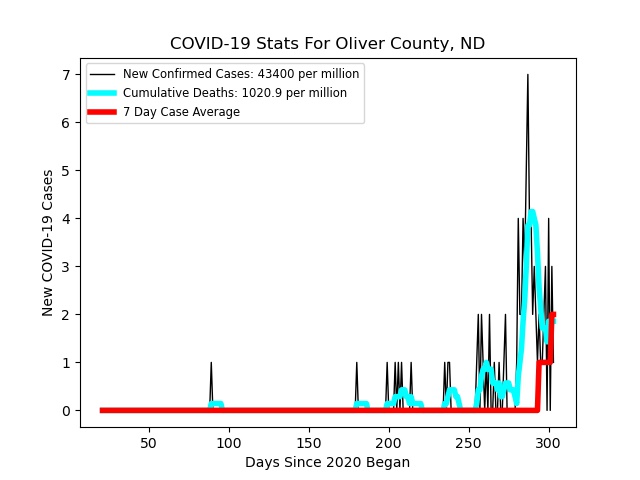 COVID-19 Stats For Oliver County, ND
New Confirmed Cases: 43400 per million
Cumulative Deaths: 1020.9 per million
7 Day Case Average
New COVID-19 Cases
7
6
5
4
3
2
1
0
50 100 150 200 250 300
Days Since 2020 Began